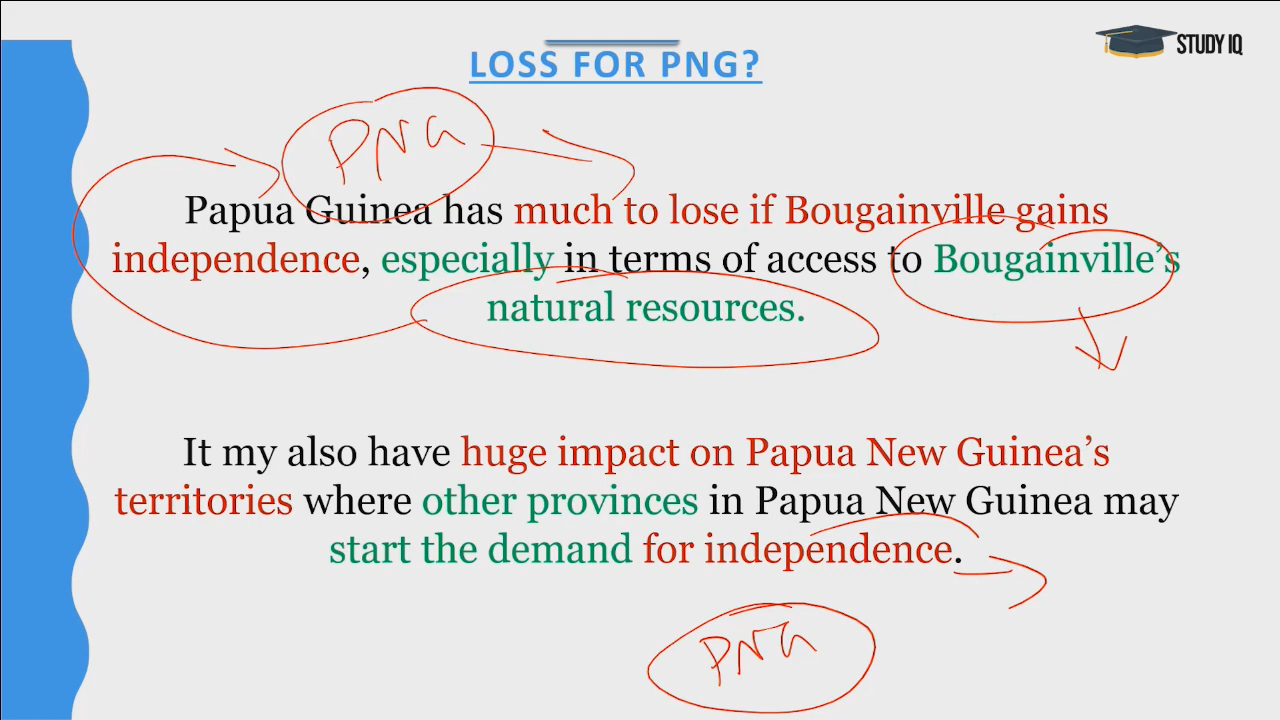 LOSS FOR PNG?
STUDY IQ
PNG
Papua Guinea has much to lose if Bougainville gains
independence, especially in terms of access to Bougainville's
natural resources.
It my also have huge impact on Papua New Guinea's
territories where other provinces in Papua New Guinea may
start the demand for independence.
PNG